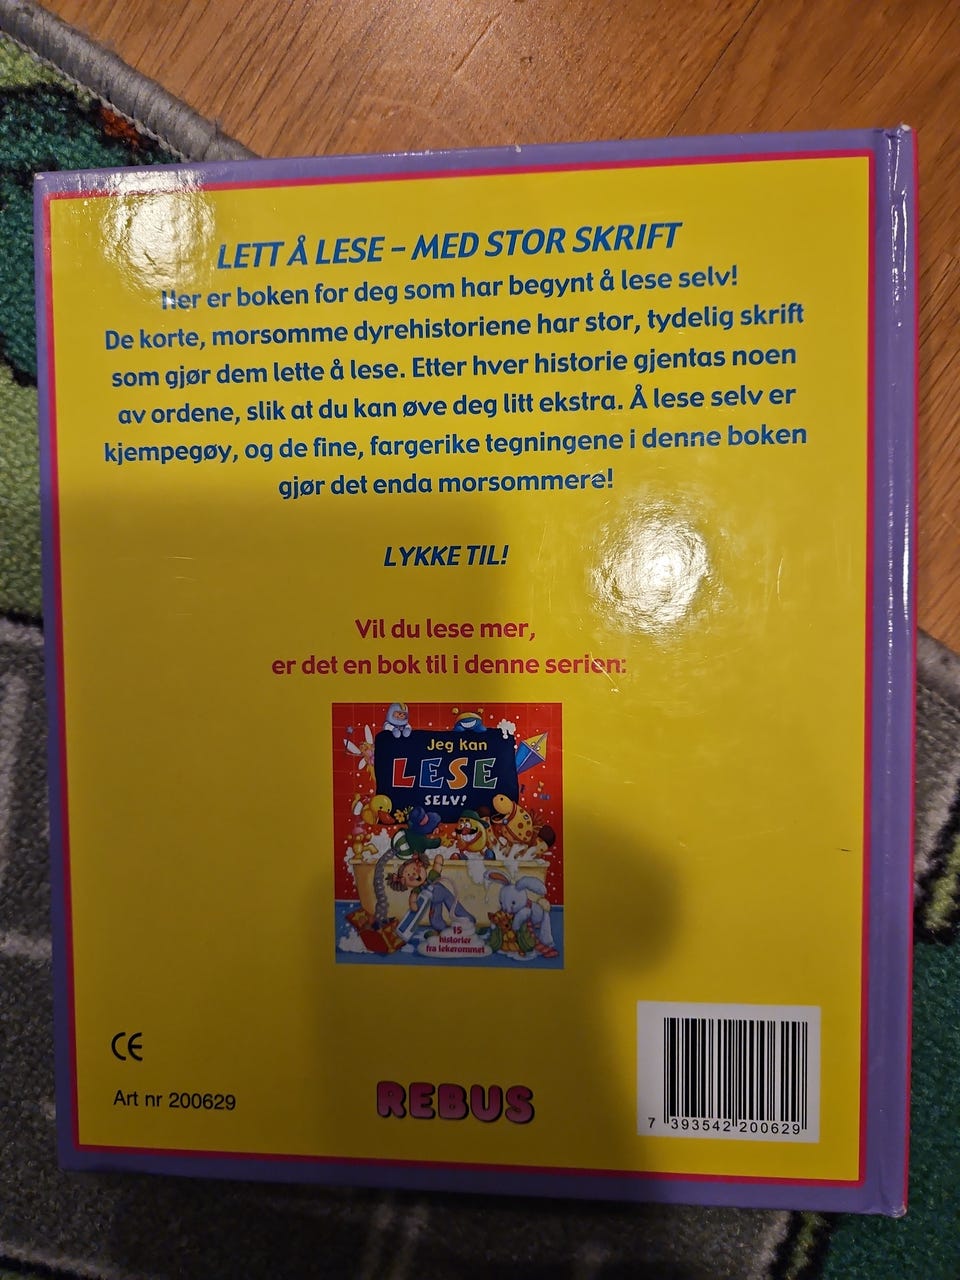 LETT Å LESE – MED STOR SKRIFT
Her er boken for deg som har begynt å lese selv!
De korte, morsomme dyrehistoriene har stor, tydelig skrift
som gjør dem lette å lese. Etter hver historie gjentas noen
av ordene, slik at du kan øve deg litt ekstra. Å lese selv er
kjempegøy, og de fine, fargerike tegningene i denne boken
gjør det enda morsommere!
LYKKE TIL!
Vil du lese mer,
er det en bok til i denne serien:
Jeg kan
LESE
SELV!
15
historier
fra lekerommet
CE
Art nr 200629
REBUS
7 393542 200629